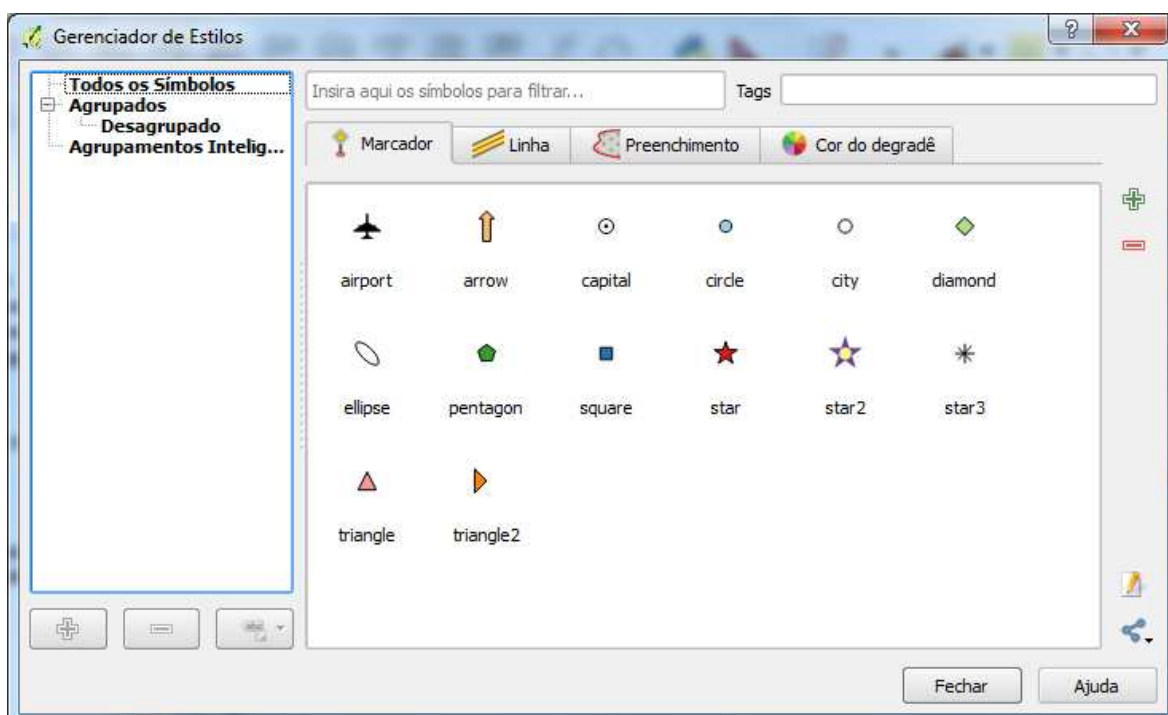 Gerenciador de Estilos
Todos os Símbolos
Agrupados
Desagrupado
Agrupamentos Intelig...
Insira aqui os símbolos para filtrar...
Tags
Marcador
Linha
Preenchimento
Cor do degradê
airport
arrow
capital
circle
city
diamond
ellipse
pentagon
square
star
star2
star3
triangle
triangle2
Fechar
Ajuda